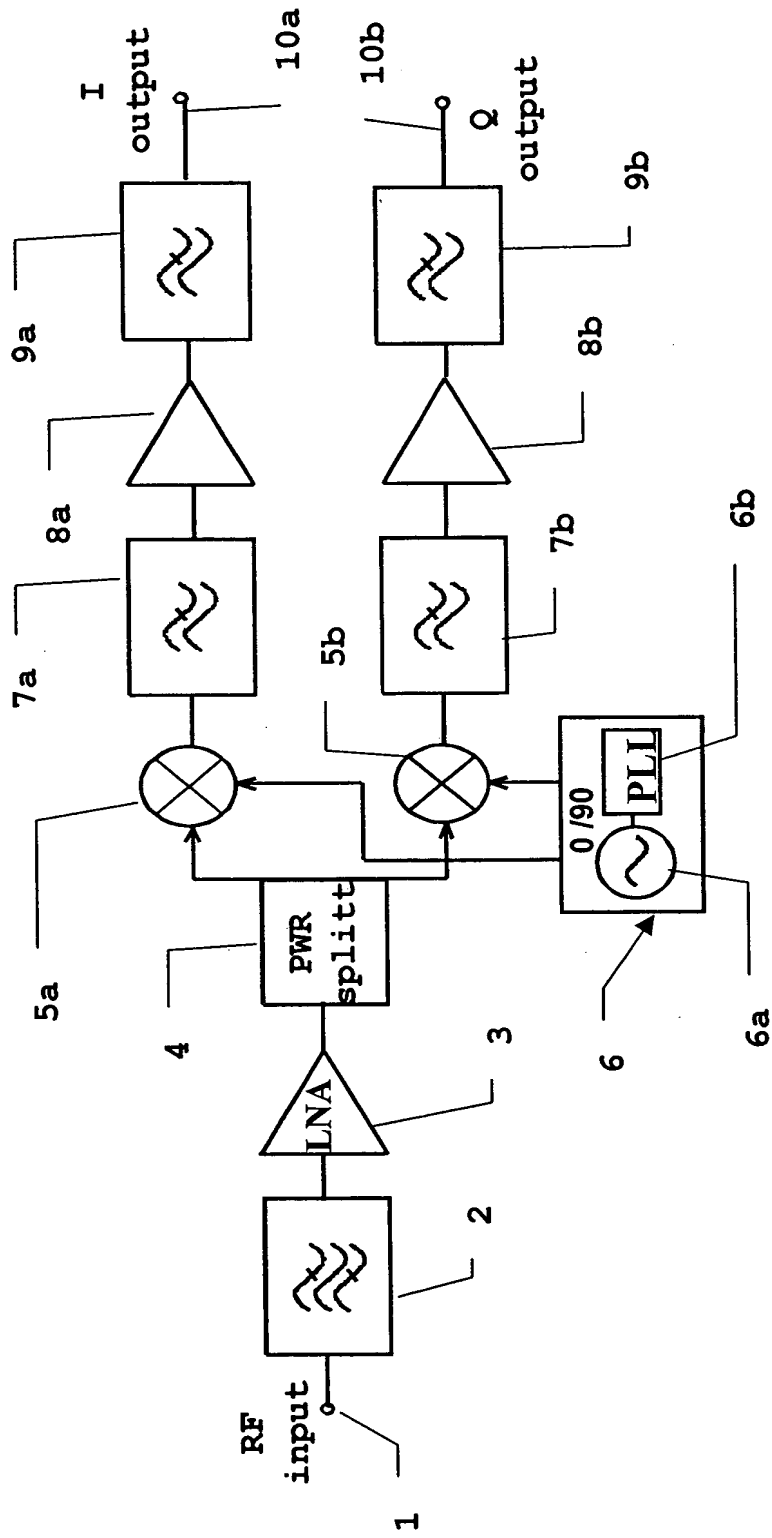 I
output
10a
10b
Q
output
9a
9b
8a
8b
7a
7b
5a
5b
6b
0/90
PLL
PWR
splitt
4
6
6a
LNA
3
2
RF
input
1